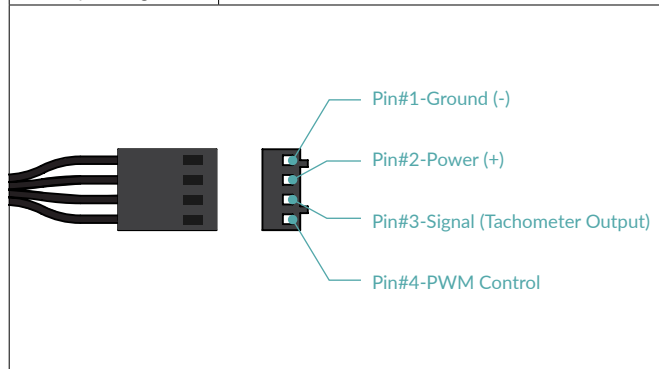 Pin#1-Ground (-)
Pin#2-Power (+)
Pin#3-Signal (Tachometer Output)
Pin#4-PWM Control